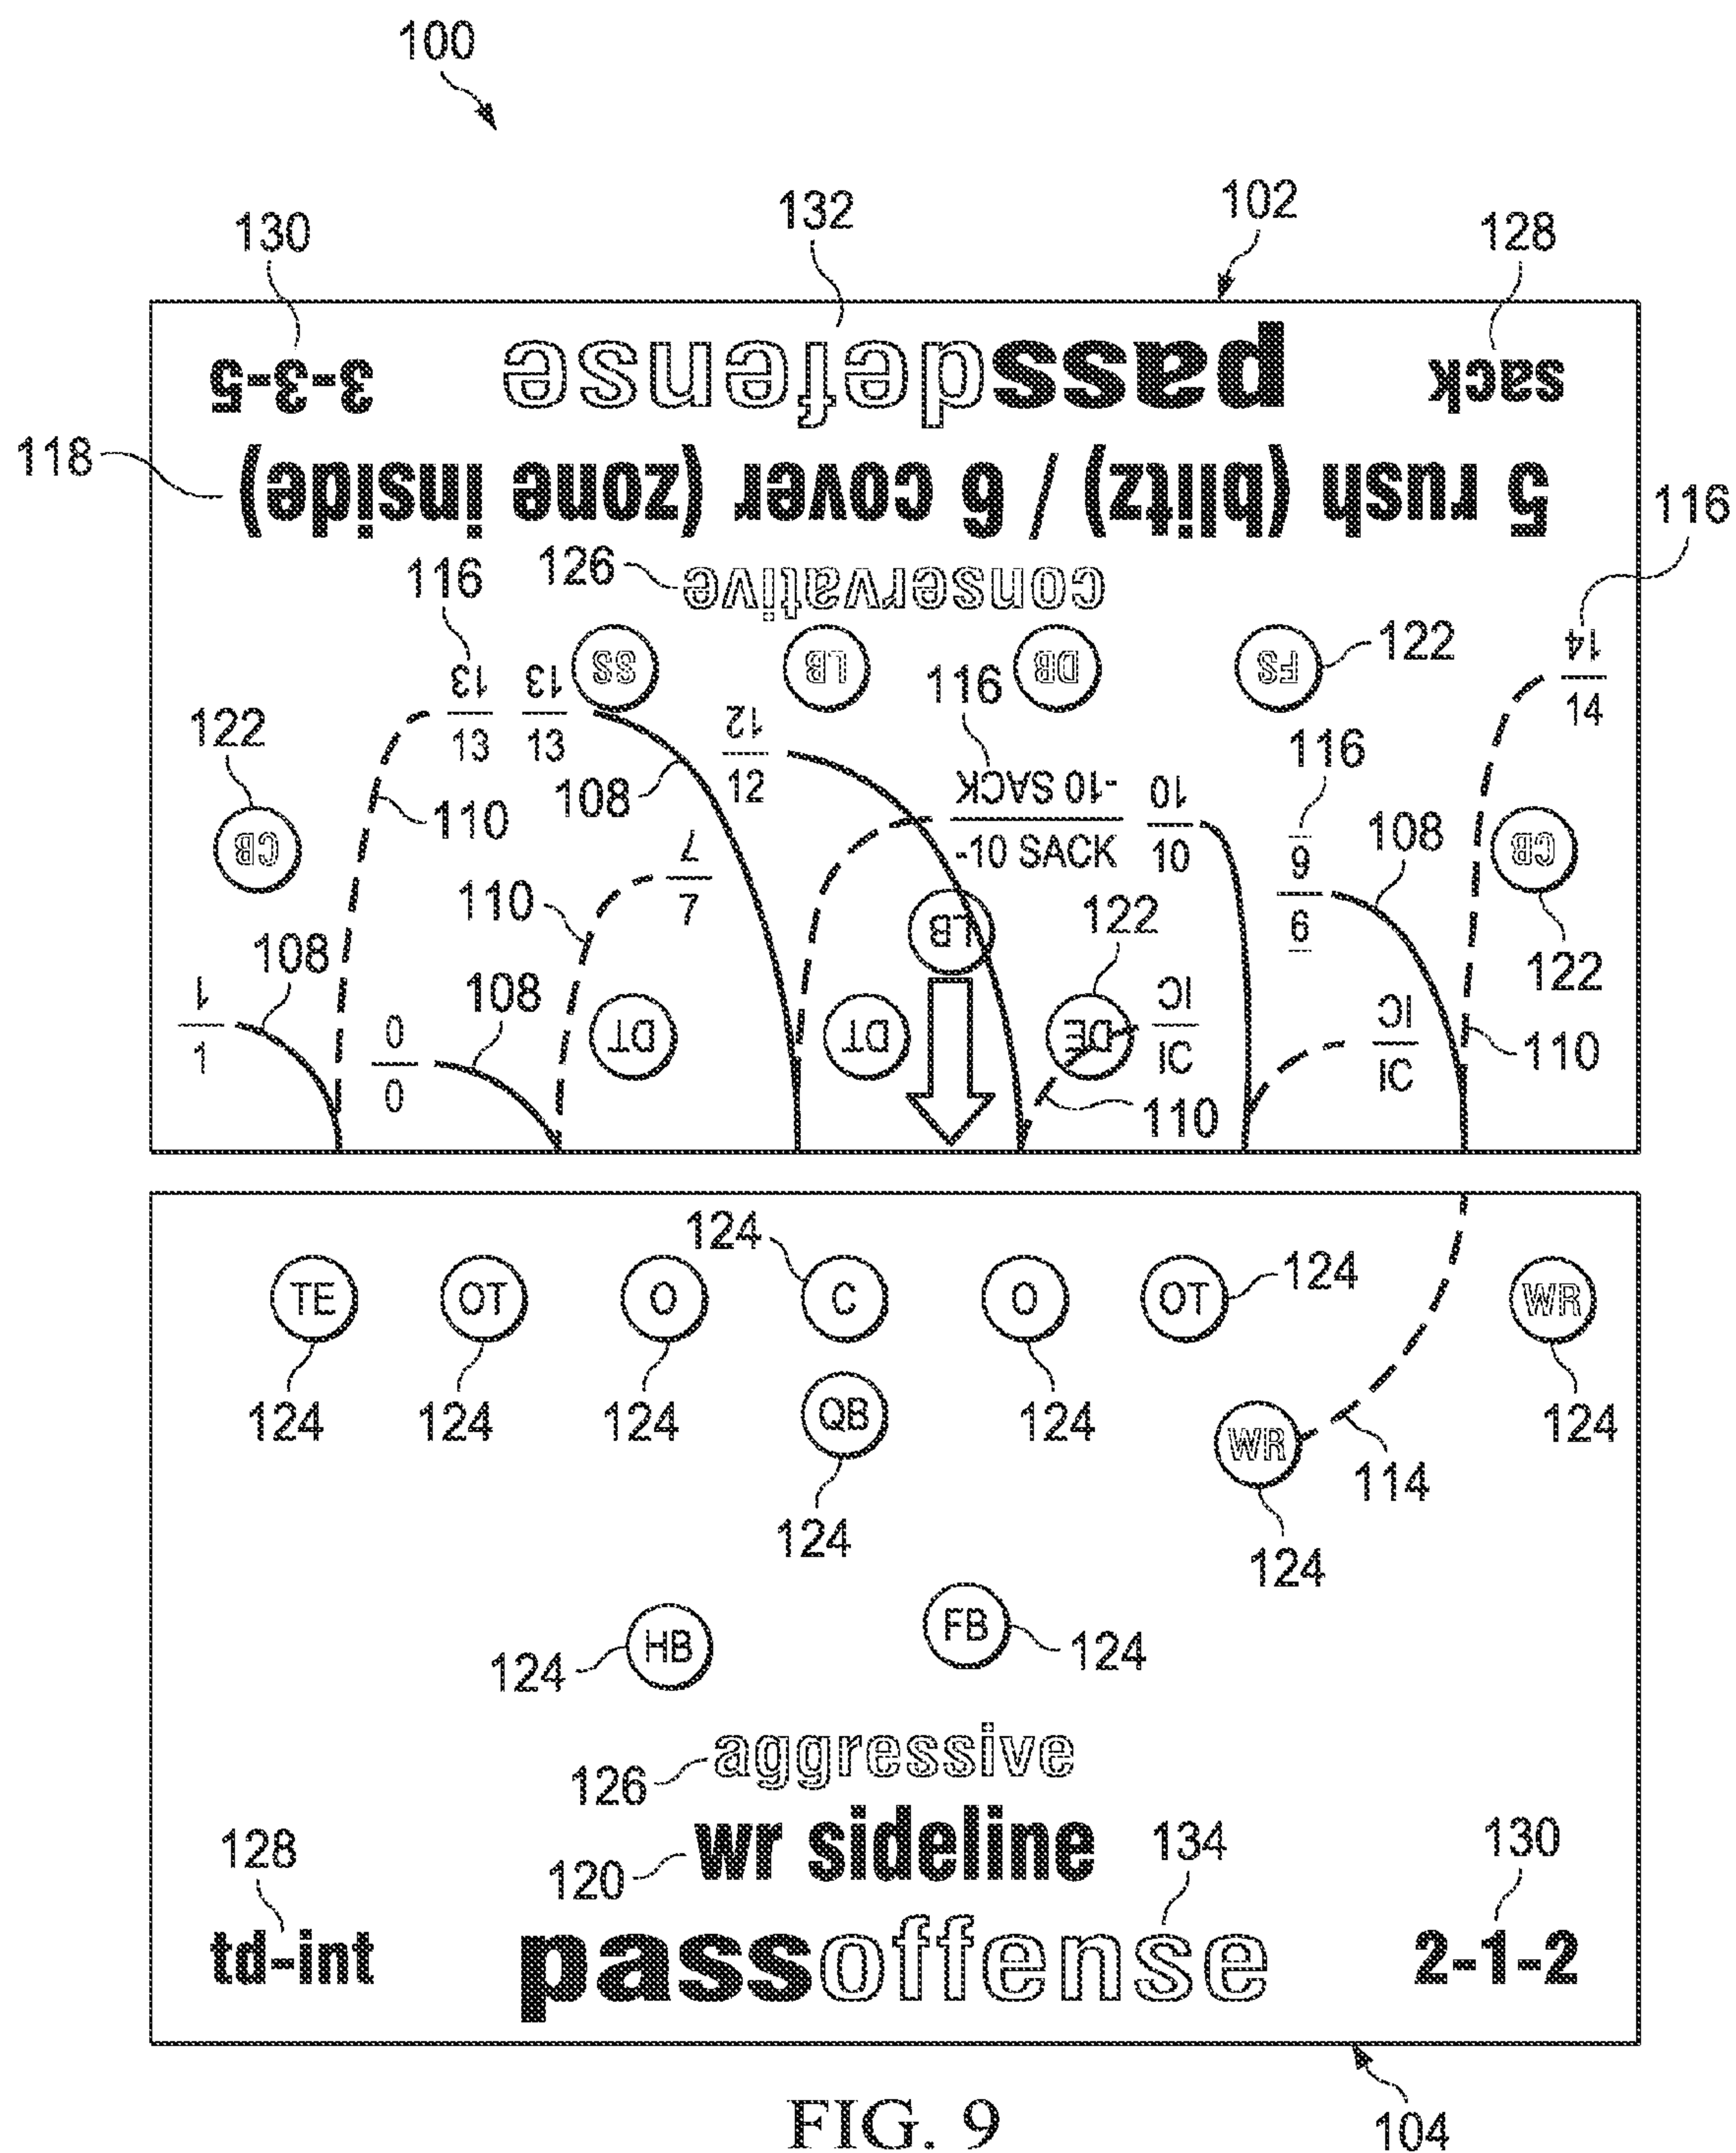 100
130
132
102
128
3-3-5
passdefense
sack
118
5 rush (blitz) / 6 cover (zone inside)
116
116
126
conservative
SS
LB
DB
FS
122
14
14
13
13
13
13
116
122
12
12
116
CB
110
108
-10 SACK
-10 SACK
10
10
9
9
108
CB
7
7
110
LB
122
122
108
108
1
1
0
0
DT
DT
DE
IC
IC
IC
IC
110
110
124
TE
OT
O
C
O
OT
124
WR
124
124
124
QB
124
WR
124
114
124
124
124
HB
FB
124
aggressive
126
wr sideline
128
120
134
130
td-int
passoffense
2-1-2
104
FIG. 9